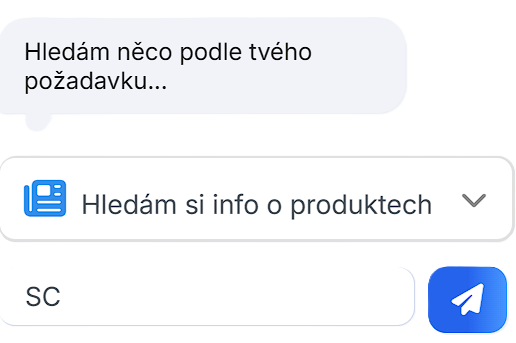 Hledám něco podle tvého
požadavku...
Hledám si info o produktech
SC